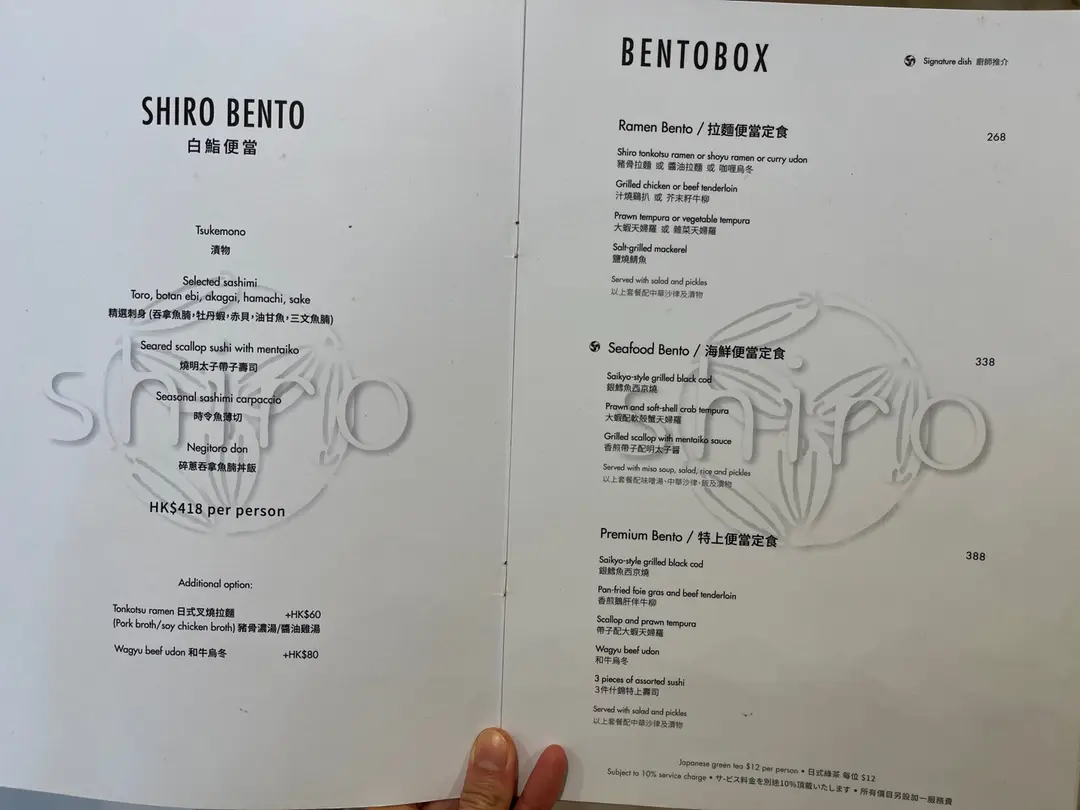 SHIRO BENTO
白鮨便當
Tsukemono
漬物
Selected sashimi
Toro, botan ebi, akagai, hamachi, sake
精選刺身 (吞拿魚腩,牡丹蝦,赤貝,油甘魚,三文魚腩)
Seared scallop sushi with mentaiko
燒明太子帶子壽司
Seasonal sashimi carpaccio
時令魚薄切
Negitoro don
碎蔥吞拿魚腩丼飯
HK$418 per person
Additional option:
Tonkotsu ramen 日式叉燒拉麵 +HK$60
(Pork broth/soy chicken broth) 豬骨濃湯/醬油雞湯
Wagyu beef udon 和牛烏冬 +HK$80
shiro
BENTOBOX
Signature dish 廚師推介
Ramen Bento / 拉麵便當定食 268
Shiro tonkotsu ramen or shoyu ramen or curry udon
豬骨拉麵 或 醬油拉麵 或 咖喱烏冬
Grilled chicken or beef tenderloin
汁燒鷄扒 或 芥末籽牛柳
Prawn tempura or vegetable tempura
大蝦天婦羅 或 雜菜天婦羅
Salt-grilled mackerel
鹽燒鯖魚
Served with salad and pickles
以上套餐配中華沙律及漬物
Seafood Bento / 海鮮便當定食 338
Saikyo-style grilled black cod
銀鱈魚西京燒
Prawn and soft-shell crab tempura
大蝦配軟殼蟹天婦羅
Grilled scallop with mentaiko sauce
香煎帶子配明太子醬
Served with miso soup, salad, rice and pickles
以上套餐配味噌湯、中華沙律、飯及漬物
Premium Bento / 特上便當定食 388
Saikyo-style grilled black cod
銀鱈魚西京燒
Pan-fried foie gras and beef tenderloin
香煎鵝肝伴牛柳
Scallop and prawn tempura
帶子配大蝦天婦羅
Wagyu beef udon
和牛烏冬
3 pieces of assorted sushi
3件什錦特上壽司
Served with salad and pickles
以上套餐配中華沙律及漬物
shiro
Japanese green tea $12 per person • 日式綠茶 每位 $12
Subject to 10% service charge • サービス料金を別途10%頂戴いたします • 所有價目另設加一服務費